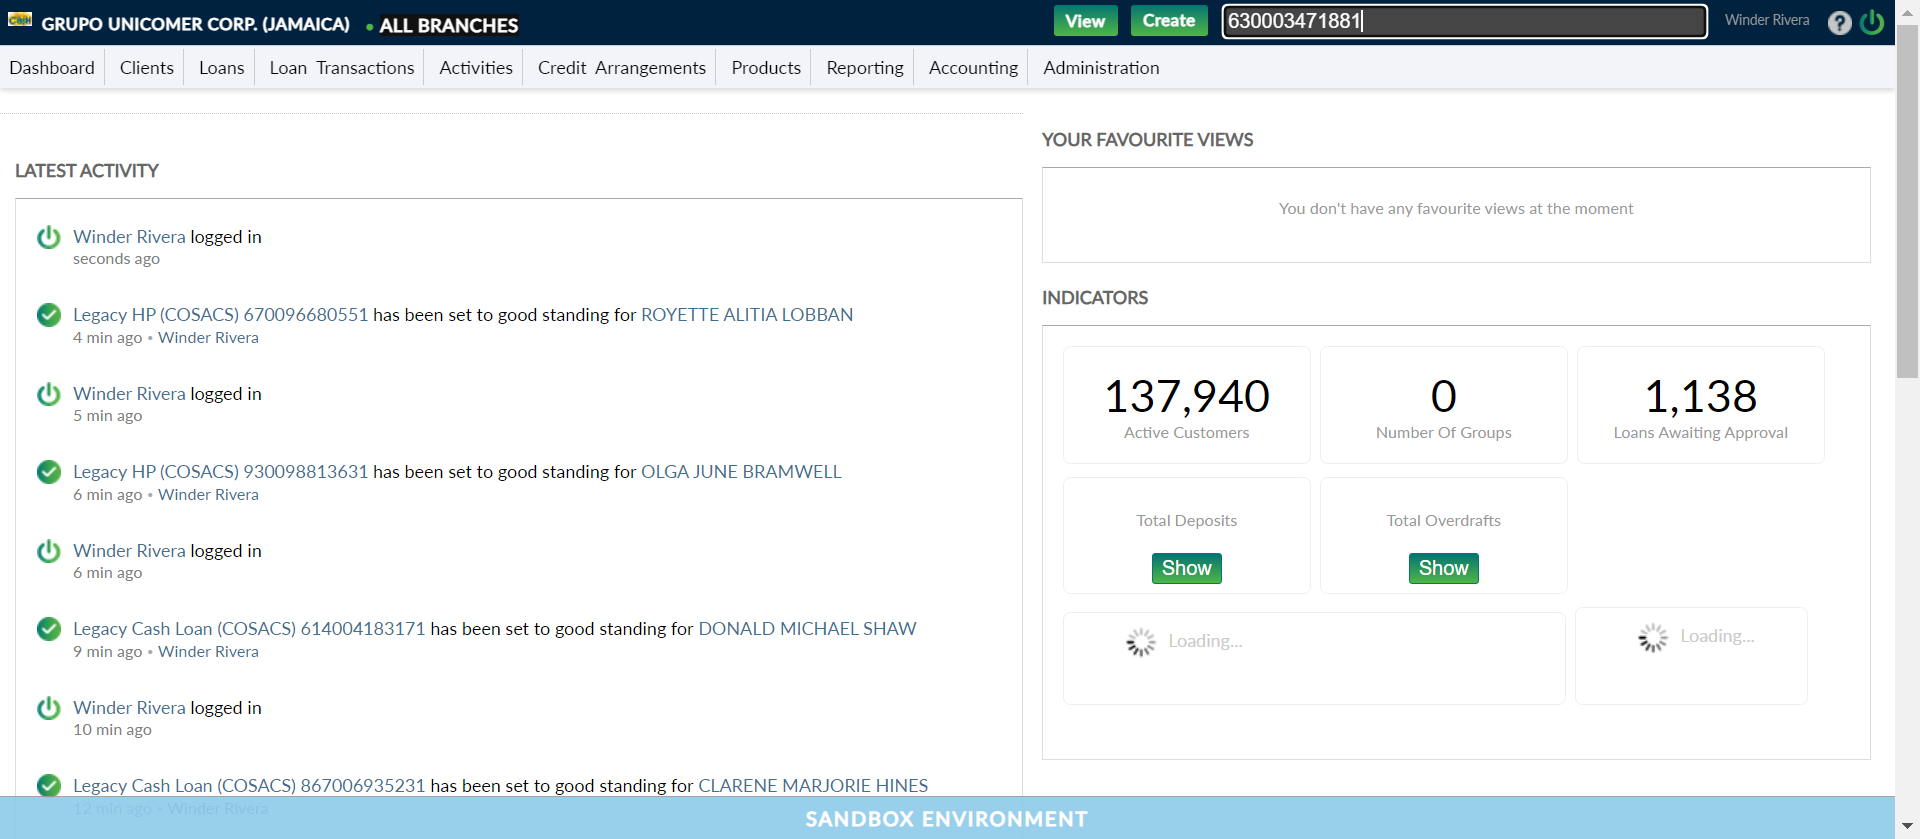 Cash
GRUPO UNICOMER CORP. (JAMAICA) • ALL BRANCHES
View Create 630003471881 Winder Rivera ?
Dashboard Clients Loans Loan Transactions Activities Credit Arrangements Products Reporting Accounting Administration
LATEST ACTIVITY
Winder Rivera logged in
seconds ago
Legacy HP (COSACS) 670096680551 has been set to good standing for ROYETTE ALITIA LOBBAN
4 min ago • Winder Rivera
Winder Rivera logged in
5 min ago
Legacy HP (COSACS) 930098813631 has been set to good standing for OLGA JUNE BRAMWELL
6 min ago • Winder Rivera
Winder Rivera logged in
6 min ago
Legacy Cash Loan (COSACS) 614004183171 has been set to good standing for DONALD MICHAEL SHAW
9 min ago • Winder Rivera
Winder Rivera logged in
10 min ago
Legacy Cash Loan (COSACS) 867006935231 has been set to good standing for CLARENE MARJORIE HINES
12 min ago • Winder Rivera
YOUR FAVOURITE VIEWS
You don't have any favourite views at the moment
INDICATORS
137,940
Active Customers
0
Number Of Groups
1,138
Loans Awaiting Approval
Total Deposits
Show
Total Overdrafts
Show
Loading...
Loading...
SANDBOX ENVIRONMENT